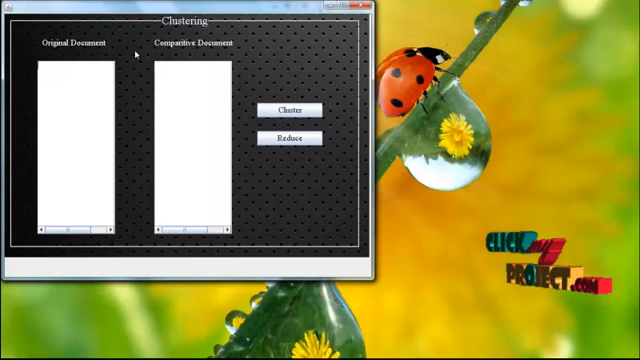 Clustering
Original Document
Comparitive Document
Cluster
Reduce
CLICK my
PROJECT.COM